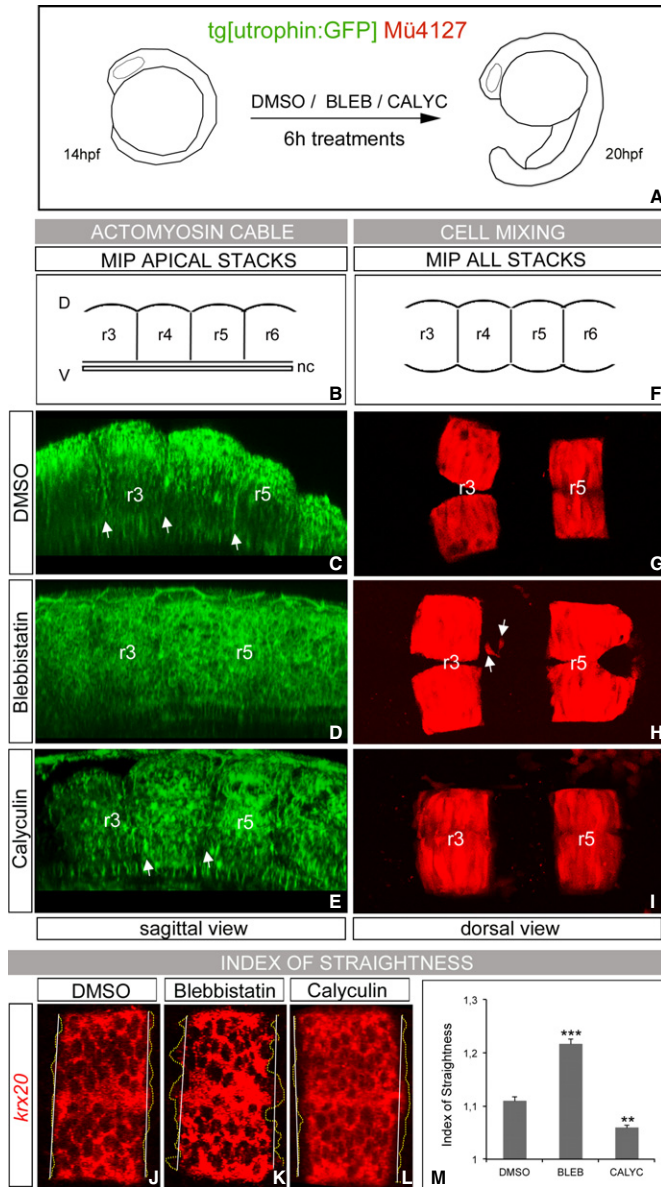 tg[utrophin:GFP] Mü4127
DMSO / BLEB / CALYC
6h treatments
14hpf
20hpf
A
ACTOMYOSIN CABLE
CELL MIXING
MIP APICAL STACKS
MIP ALL STACKS
D
r3 r4 r5 r6
V
nc
B
r3 r4 r5 r6
F
DMSO
r3 r5
C
r3 r5
G
Blebbistatin
r3 r5
D
r3 r5
H
Calyculin
r3 r5
E
r3 r5
I
sagittal view
dorsal view
INDEX OF STRAIGHTNESS
DMSO
Blebbistatin
Calyculin
krx20
J
K
L
Index of Straightness
1,3
1,2
1,1
1
***
**
DMSO BLEB CALYC
M